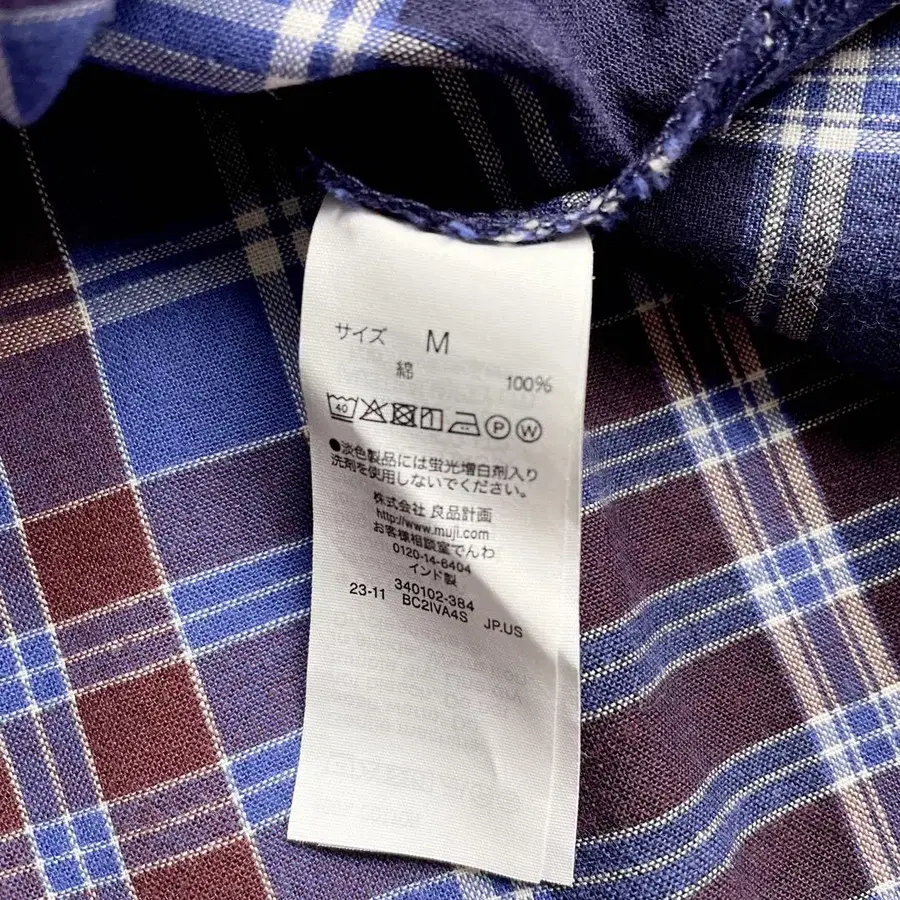 サイズ M
綿 100%
40 P W
●淡色製品には蛍光増白剤入り
洗剤を使用しないでください。
株式会社 良品計画
http://www.muji.com
お客様相談室でんわ
0120-14-6404
インド製
340102-384
23-11 BC2IVA4S JP.US